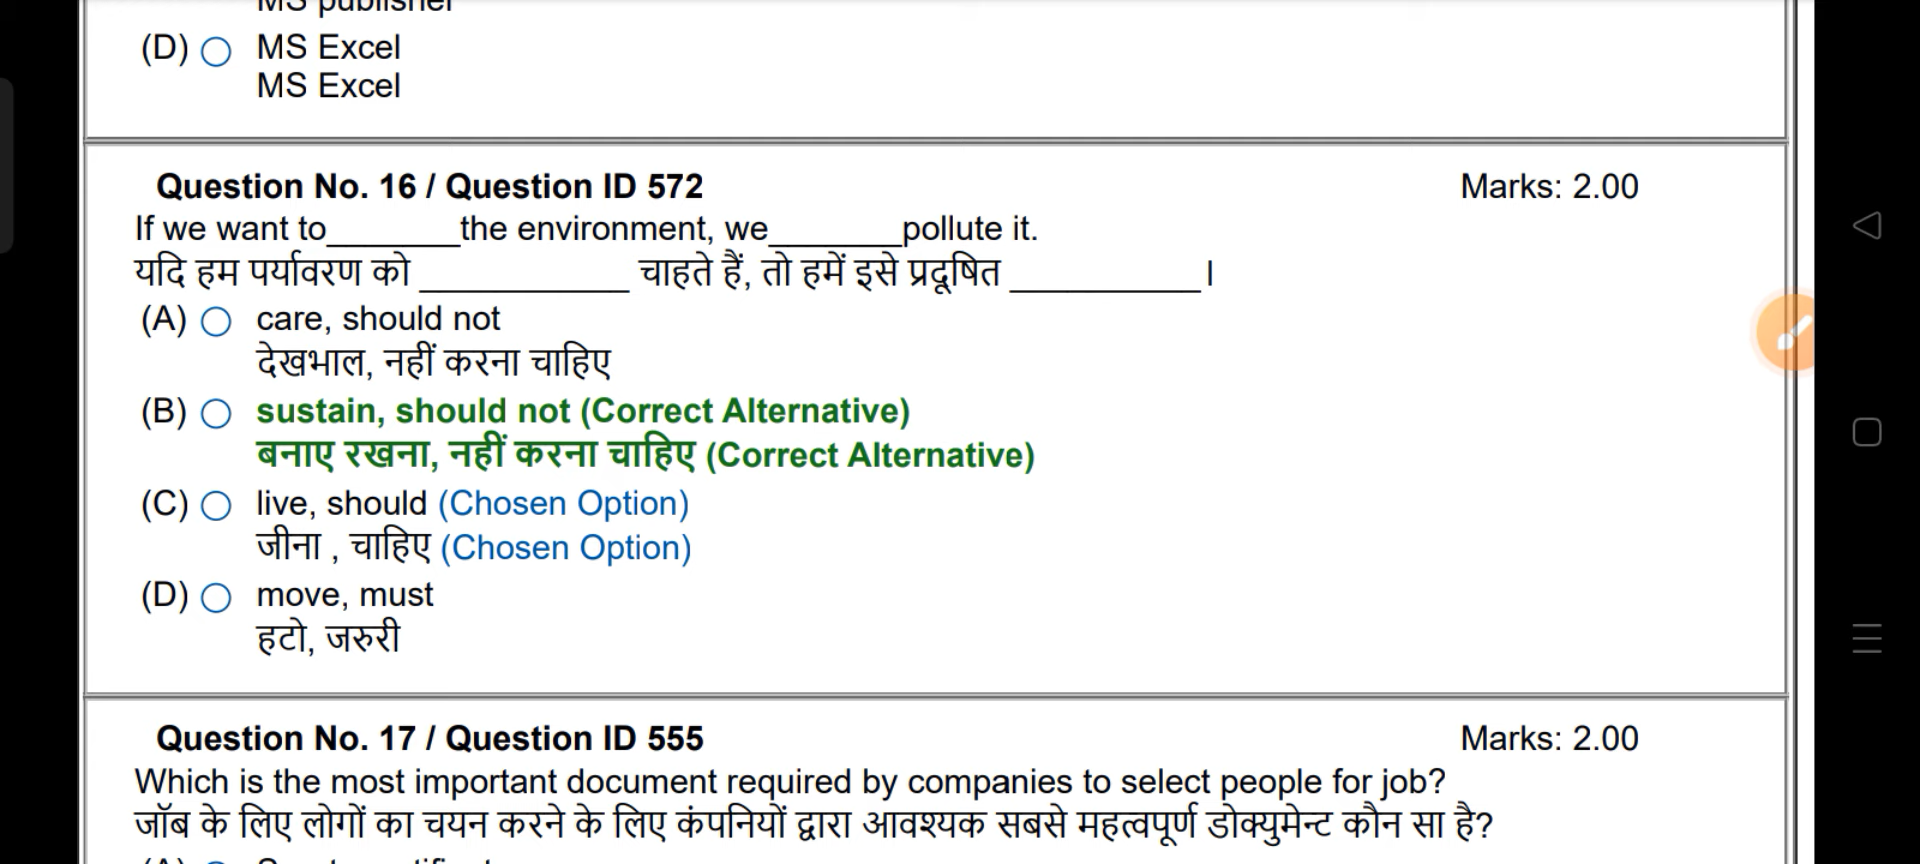 MS publisher
(D) MS Excel
MS Excel
Question No. 16 / Question ID 572 Marks: 2.00
If we want to_______the environment, we_______pollute it.
यदि हम पर्यावरण को ___________ चाहते हैं, तो हमें इसे प्रदूषित __________।
(A) care, should not
देखभाल, नहीं करना चाहिए
(B) sustain, should not (Correct Alternative)
बनाए रखना, नहीं करना चाहिए (Correct Alternative)
(C) live, should (Chosen Option)
जीना , चाहिए (Chosen Option)
(D) move, must
हटो, जरुरी
Question No. 17 / Question ID 555 Marks: 2.00
Which is the most important document required by companies to select people for job?
जॉब के लिए लोगों का चयन करने के लिए कंपनियों द्वारा आवश्यक सबसे महत्वपूर्ण डोक्युमेन्ट कौन सा है?
(A)